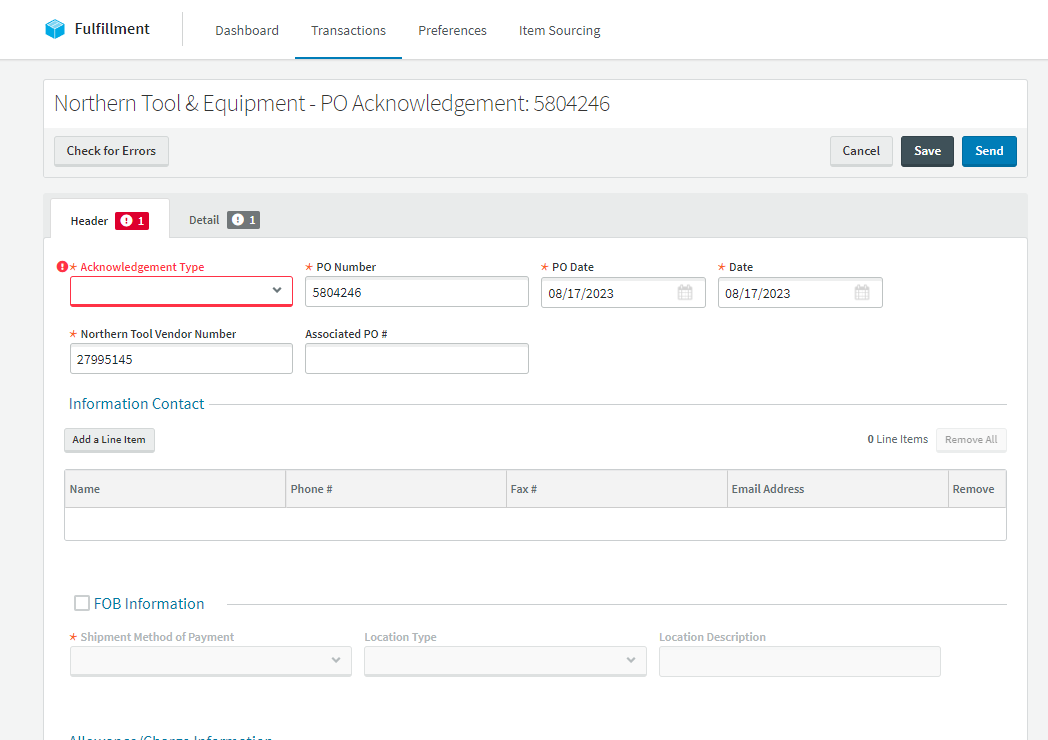 Fulfillment
Dashboard
Transactions
Preferences
Item Sourcing
Northern Tool & Equipment - PO Acknowledgement: 5804246
Check for Errors
Cancel
Save
Send
Header ! 1
Detail ! 1
! * Acknowledgement Type
* PO Number
* PO Date
* Date
5804246
08/17/2023
08/17/2023
* Northern Tool Vendor Number
Associated PO #
27995145
Information Contact
Add a Line Item
0 Line Items
Remove All
Name
Phone #
Fax #
Email Address
Remove
FOB Information
* Shipment Method of Payment
Location Type
Location Description
Allowance/Charge Information